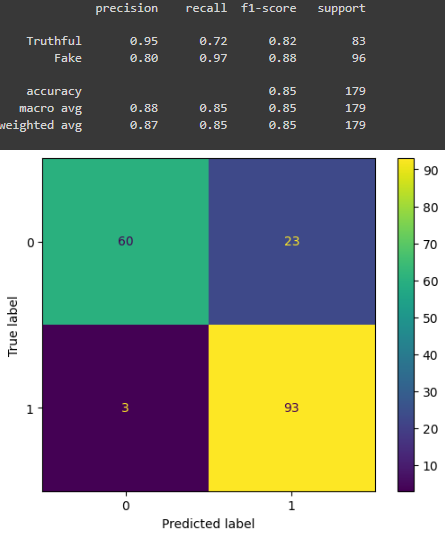 precision recall f1-score support
Truthful 0.95 0.72 0.82 83
Fake 0.80 0.97 0.88 96
accuracy 0.85 179
macro avg 0.88 0.85 0.85 179
weighted avg 0.87 0.85 0.85 179
90
80
70
60
50
40
30
20
10
0 60 23
True label
1 3 93
0 1
Predicted label